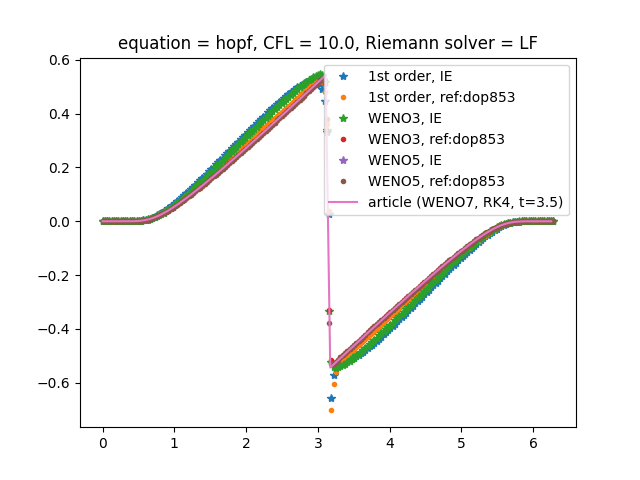 equation = hopf, CFL = 10.0, Riemann solver = LF
1st order, IE
1st order, ref:dop853
WENO3, IE
WENO3, ref:dop853
WENO5, IE
WENO5, ref:dop853
article (WENO7, RK4, t=3.5)
0.6
0.4
0.2
0.0
−0.2
−0.4
−0.6
0 1 2 3 4 5 6